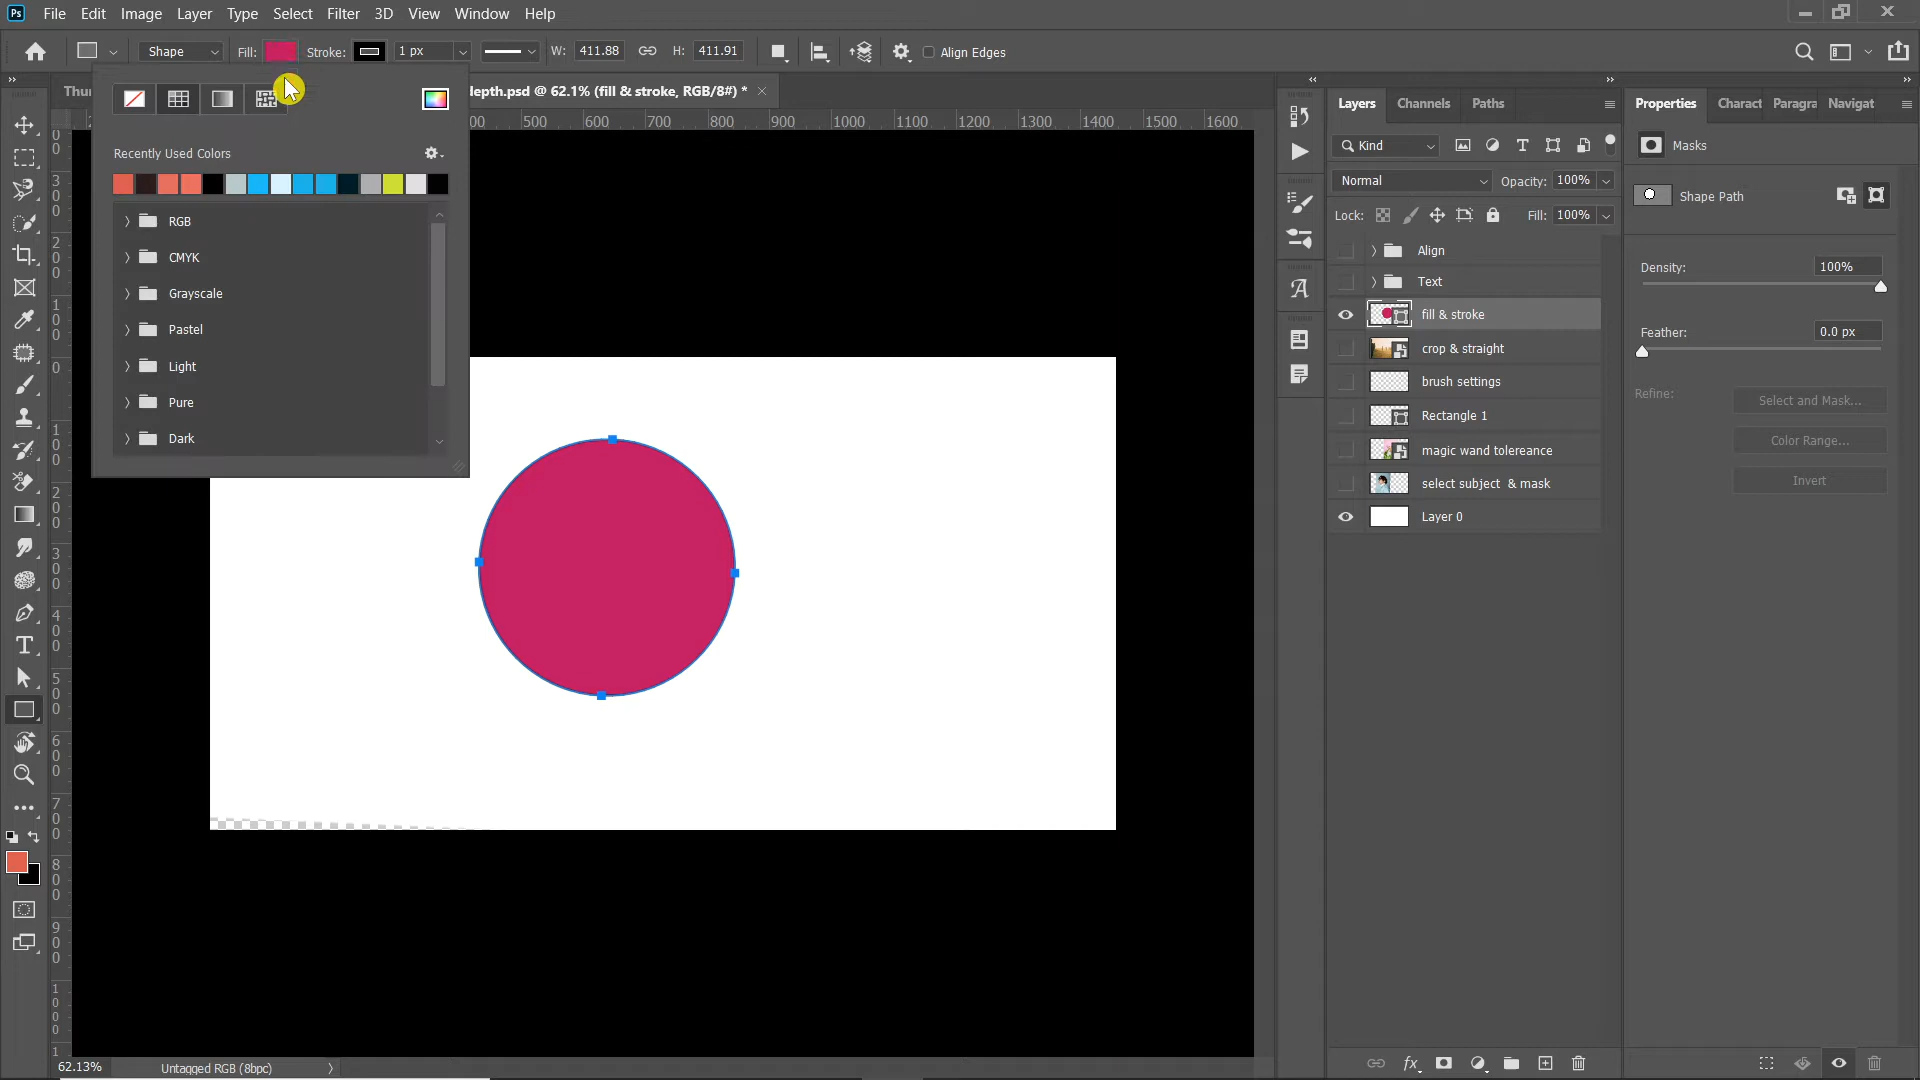 Ps File Edit Image Layer Type Select Filter 3D View Window Help
Shape Fill: Stroke: 1 px W: 411.88 H: 411.91 Align Edges
Thu depth.psd @ 62.1% (fill & stroke, RGB/8#) *
500 600 700 800 900 1000 1100 1200 1300 1400 1500 1600
Recently Used Colors
RGB
CMYK
Grayscale
Pastel
Light
Pure
Dark
Layers Channels Paths
Kind
Normal Opacity: 100%
Lock: Fill: 100%
Align
Text
fill & stroke
crop & straight
brush settings
Rectangle 1
magic wand tolereance
select subject & mask
Layer 0
fx
Properties Charact Paragra Navigat
Masks
Shape Path
Density: 100%
Feather: 0.0 px
Refine: Select and Mask...
Color Range...
Invert
62.13% Untagged RGB (8bpc)